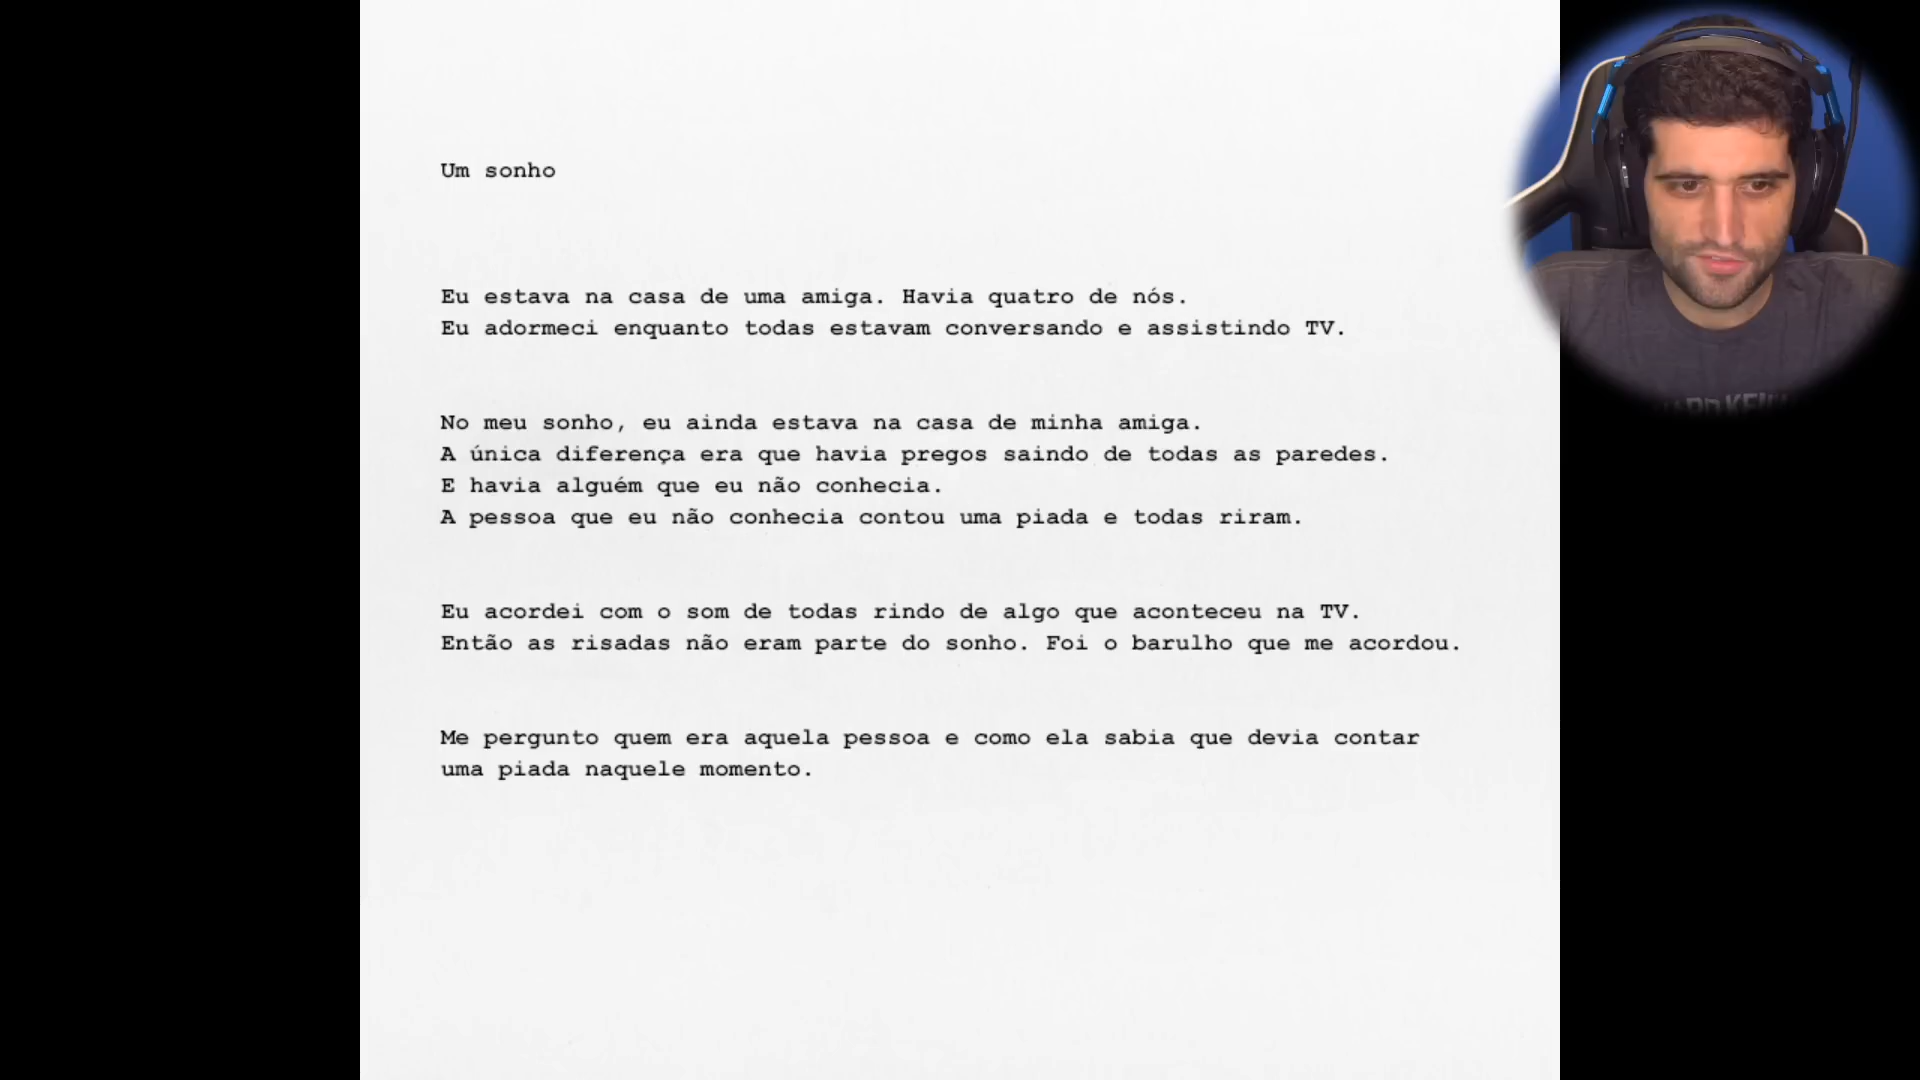 Um sonho
Eu estava na casa de uma amiga. Havia quatro de nós.
Eu adormeci enquanto todas estavam conversando e assistindo TV.
No meu sonho, eu ainda estava na casa de minha amiga.
A única diferença era que havia pregos saindo de todas as paredes.
E havia alguém que eu não conhecia.
A pessoa que eu não conhecia contou uma piada e todas riram.
Eu acordei com o som de todas rindo de algo que aconteceu na TV.
Então as risadas não eram parte do sonho. Foi o barulho que me acordou.
Me pergunto quem era aquela pessoa e como ela sabia que devia contar
uma piada naquele momento.